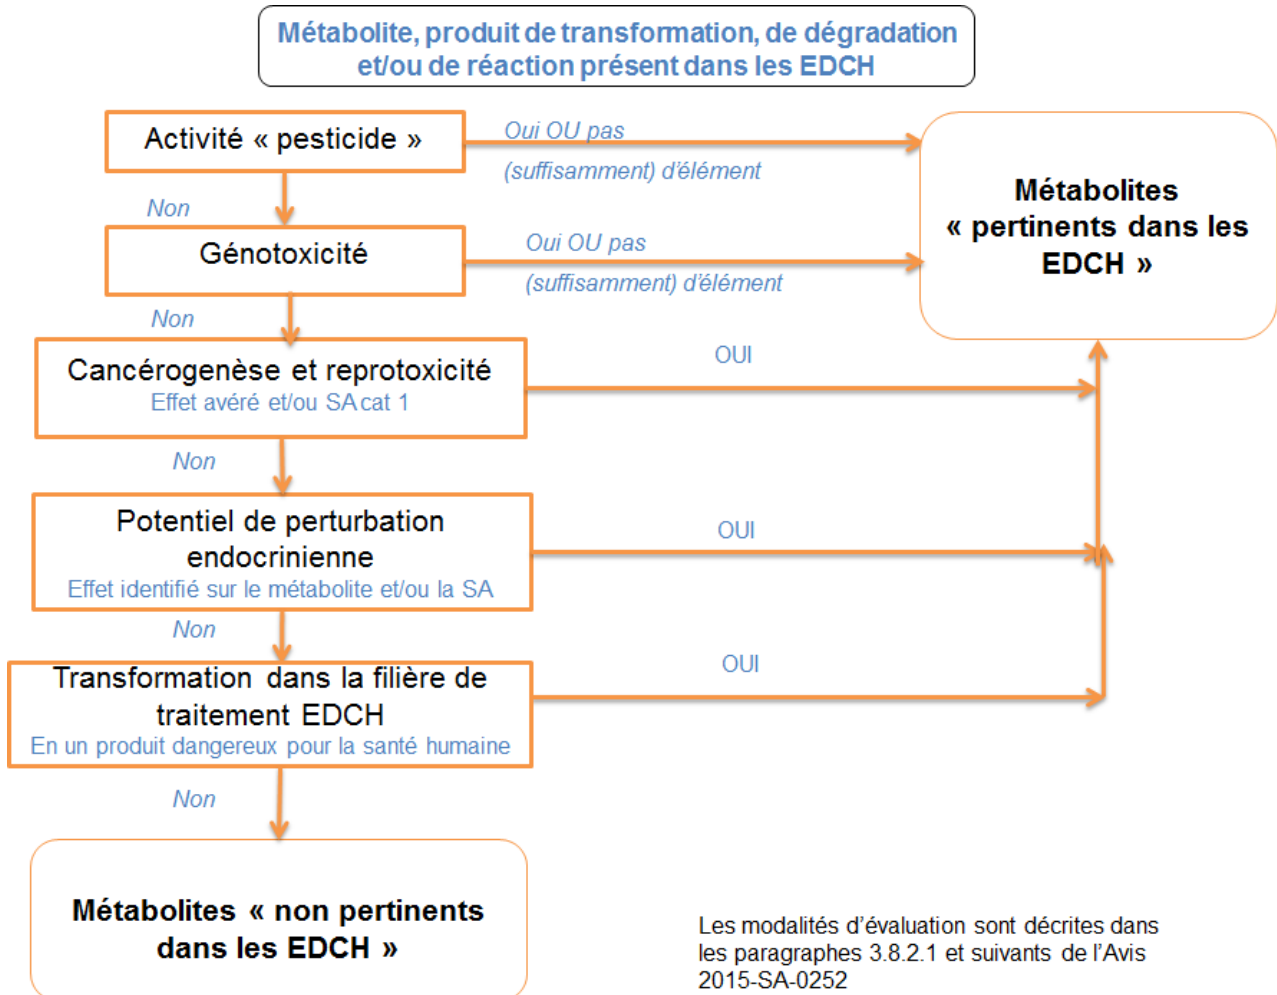 Métabolite, produit de transformation, de dégradation
et/ou de réaction présent dans les EDCH
Activité « pesticide »
Oui OU pas
(suffisamment) d'élément
Métabolites
« pertinents dans les
EDCH »
Non
Génotoxicité
Oui OU pas
(suffisamment) d'élément
Non
Cancérogenèse et reprotoxicité
Effet avéré et/ou SA cat 1
OUI
Non
Potentiel de perturbation
endocrinienne
Effet identifié sur le métabolite et/ou la SA
OUI
Non
Transformation dans la filière de
traitement EDCH
En un produit dangereux pour la santé humaine
OUI
Non
Métabolites « non pertinents
dans les EDCH »
Les modalités d'évaluation sont décrites dans
les paragraphes 3.8.2.1 et suivants de l'Avis
2015-SA-0252